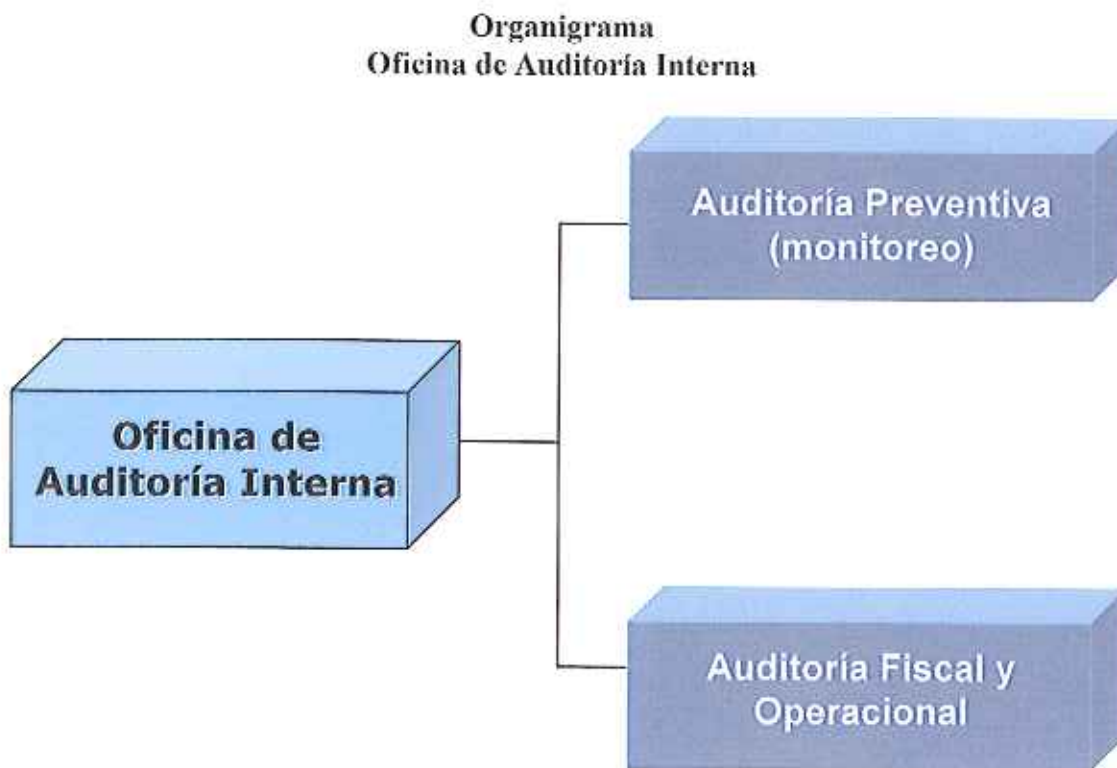 Organigrama
Oficina de Auditoría Interna
Auditoría Preventiva
(monitoreo)
Oficina de
Auditoría Interna
Auditoría Fiscal y
Operacional